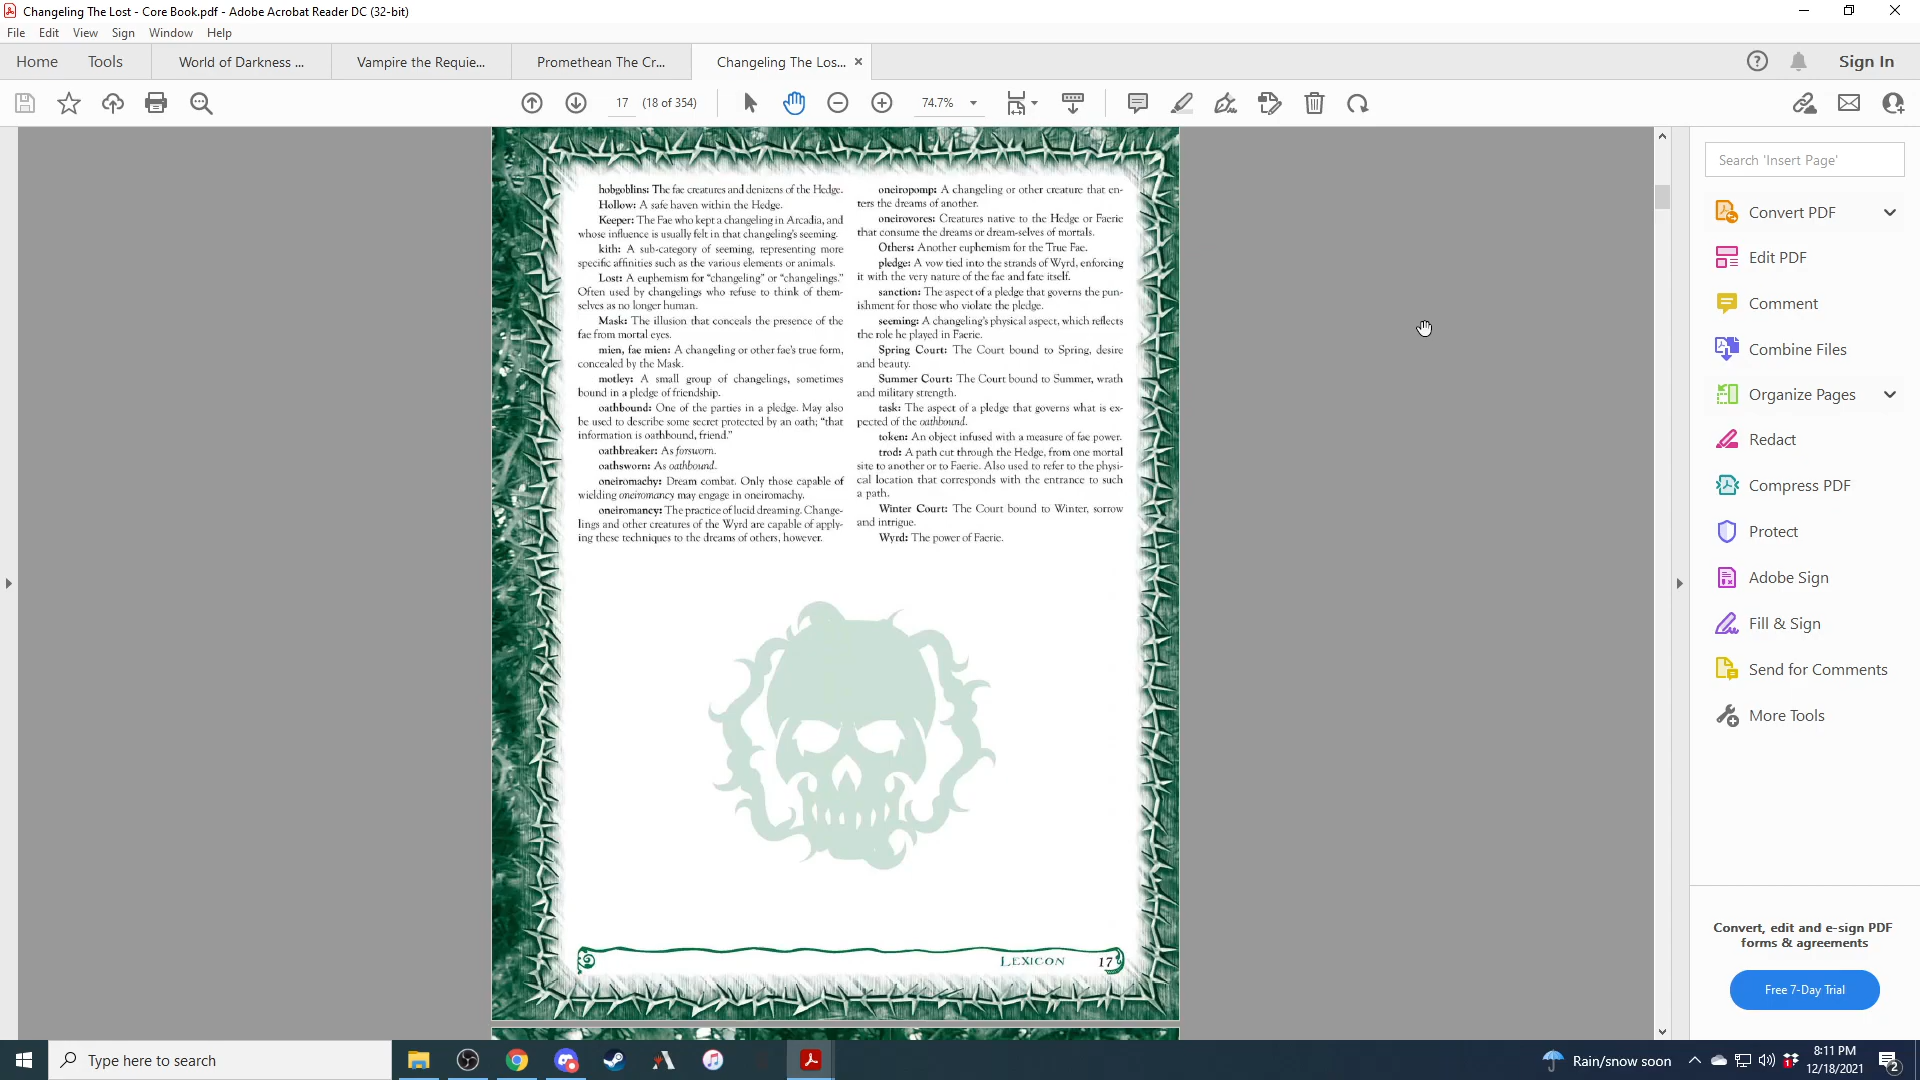 Changeling The Lost - Core Book.pdf - Adobe Acrobat Reader DC (32-bit)
File Edit View Sign Window Help
Home Tools World of Darkness ... Vampire the Requie... Promethean The Cr... Changeling The Los... Sign In
17 (18 of 354) 74.7%
hobgoblins: The fae creatures and denizens of the Hedge.
Hollow: A safe haven within the Hedge.
Keeper: The Fae who kept a changeling in Arcadia, and
whose influence is usually felt in that changeling's seeming.
kith: A sub-category of seeming, representing more
specific affinities such as the various elements or animals.
Lost: A euphemism for "changeling" or "changelings."
Often used by changelings who refuse to think of them-
selves as no longer human.
Mask: The illusion that conceals the presence of the
fae from mortal eyes.
mien, fae mien: A changeling or other fae's true form,
concealed by the Mask.
motley: A small group of changelings, sometimes
bound in a pledge of friendship.
oathbound: One of the parties in a pledge. May also
be used to describe some secret protected by an oath; "that
information is oathbound, friend."
oathbreaker: As forsworn.
oathsworn: As oathbound.
oneiromachy: Dream combat. Only those capable of
wielding oneiromancy may engage in oneiromachy.
oneiromancy: The practice of lucid dreaming. Change-
lings and other creatures of the Wyrd are capable of apply-
ing these techniques to the dreams of others, however.
oneiropomp: A changeling or other creature that en-
ters the dreams of another.
oneirovores: Creatures native to the Hedge or Faerie
that consume the dreams or dream-selves of mortals.
Others: Another euphemism for the True Fae.
pledge: A vow tied into the strands of Wyrd, enforcing
it with the very nature of the fae and fate itself.
sanction: The aspect of a pledge that governs the pun-
ishment for those who violate the pledge.
seeming: A changeling's physical aspect, which reflects
the role he played in Faerie.
Spring Court: The Court bound to Spring, desire
and beauty.
Summer Court: The Court bound to Summer, wrath
and military strength.
task: The aspect of a pledge that governs what is ex-
pected of the oathbound.
token: An object infused with a measure of fae power.
trod: A path cut through the Hedge, from one mortal
site to another or to Faerie. Also used to refer to the physi-
cal location that corresponds with the entrance to such
a path.
Winter Court: The Court bound to Winter, sorrow
and intrigue.
Wyrd: The power of Faerie.
LEXICON 17
Search 'Insert Page'
Convert PDF
Edit PDF
Comment
Combine Files
Organize Pages
Redact
Compress PDF
Protect
Adobe Sign
Fill & Sign
Send for Comments
More Tools
Convert, edit and e-sign PDF
forms & agreements
Free 7-Day Trial
Type here to search
Rain/snow soon
8:11 PM
12/18/2021
2